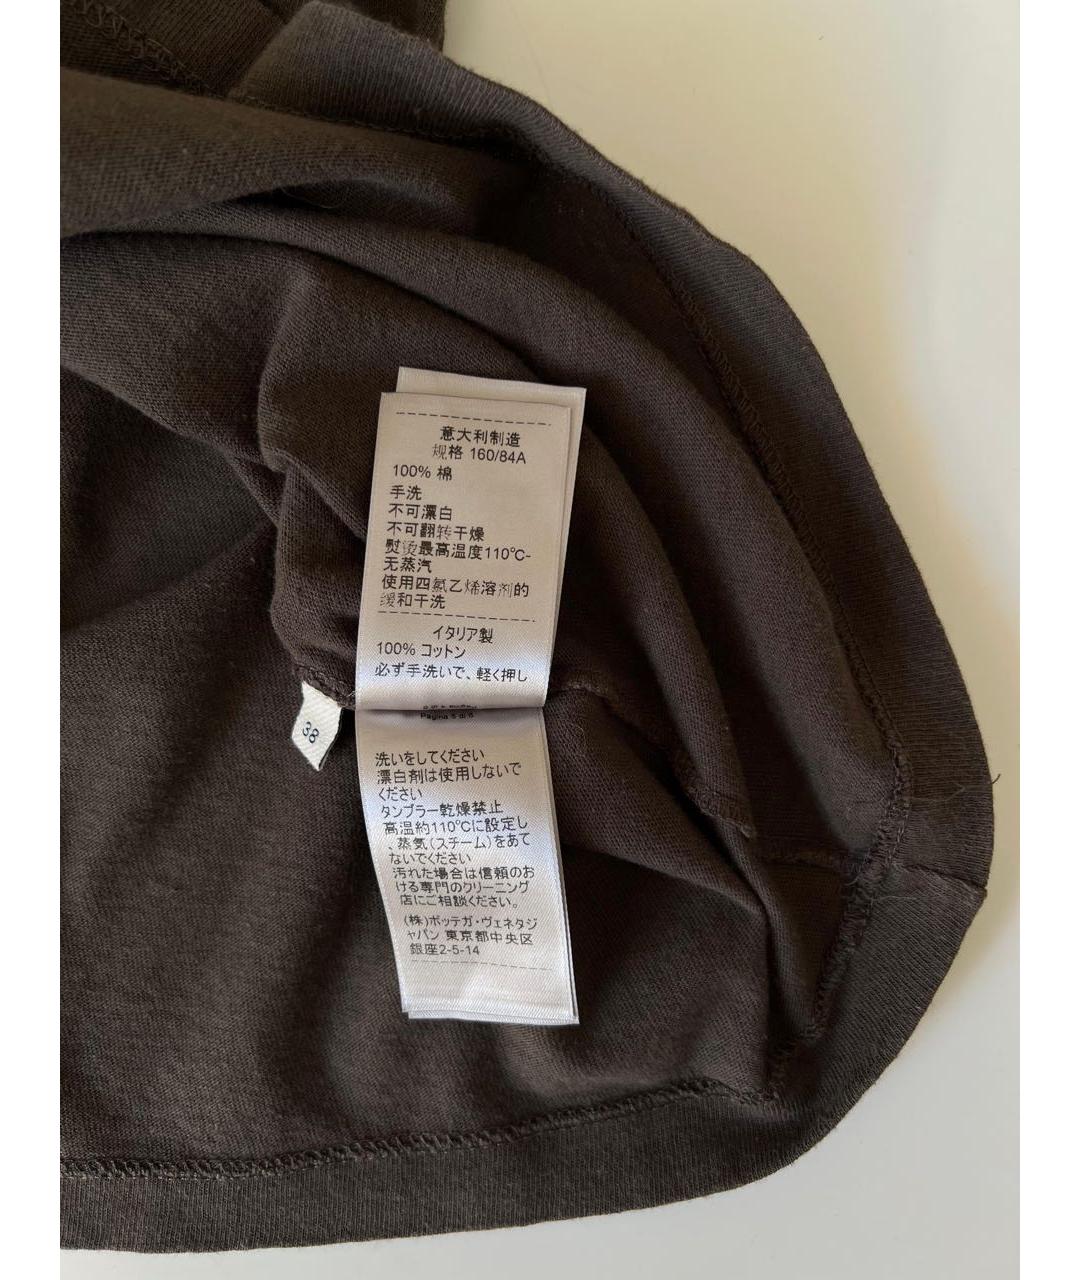 意大利制造
规格 160/84A
100% 棉
手洗
不可漂白
不可翻转干燥
熨烫最高温度110℃-
无蒸汽
使用四氯乙烯溶剂的
缓和干洗
イタリア製
100% コットン
必ず手洗いで、軽く押し
Pagina 5 di 6
38
洗いをしてください
漂白剤は使用しないで
ください
タンブラー乾燥禁止
高温約110℃に設定し
、蒸気(スチーム)をあて
ないでください
汚れた場合は信頼のお
ける専門のクリーニング
店にご相談ください。
(株)ボッテガ・ヴェネタジ
ャパン 東京都中央区
銀座2-5-14